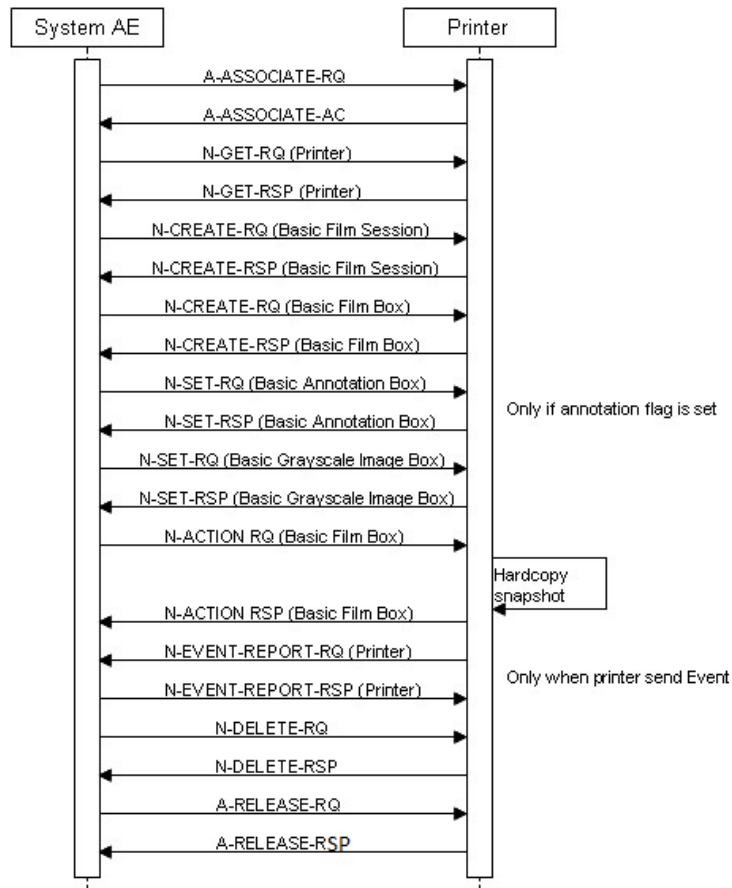 System AE
Printer
A-ASSOCIATE-RQ
A-ASSOCIATE-AC
N-GET-RQ (Printer)
N-GET-RSP (Printer)
N-CREATE-RQ (Basic Film Session)
N-CREATE-RSP (Basic Film Session)
N-CREATE-RQ (Basic Film Box)
N-CREATE-RSP (Basic Film Box)
N-SET-RQ (Basic Annotation Box)
Only if annotation flag is set
N-SET-RSP (Basic Annotation Box)
N-SET-RQ (Basic Grayscale Image Box)
N-SET-RSP (Basic Grayscale Image Box)
N-ACTION RQ (Basic Film Box)
Hardcopy
snapshot
N-ACTION RSP (Basic Film Box)
N-EVENT-REPORT-RQ (Printer)
Only when printer send Event
N-EVENT-REPORT-RSP (Printer)
N-DELETE-RQ
N-DELETE-RSP
A-RELEASE-RQ
A-RELEASE-RSP